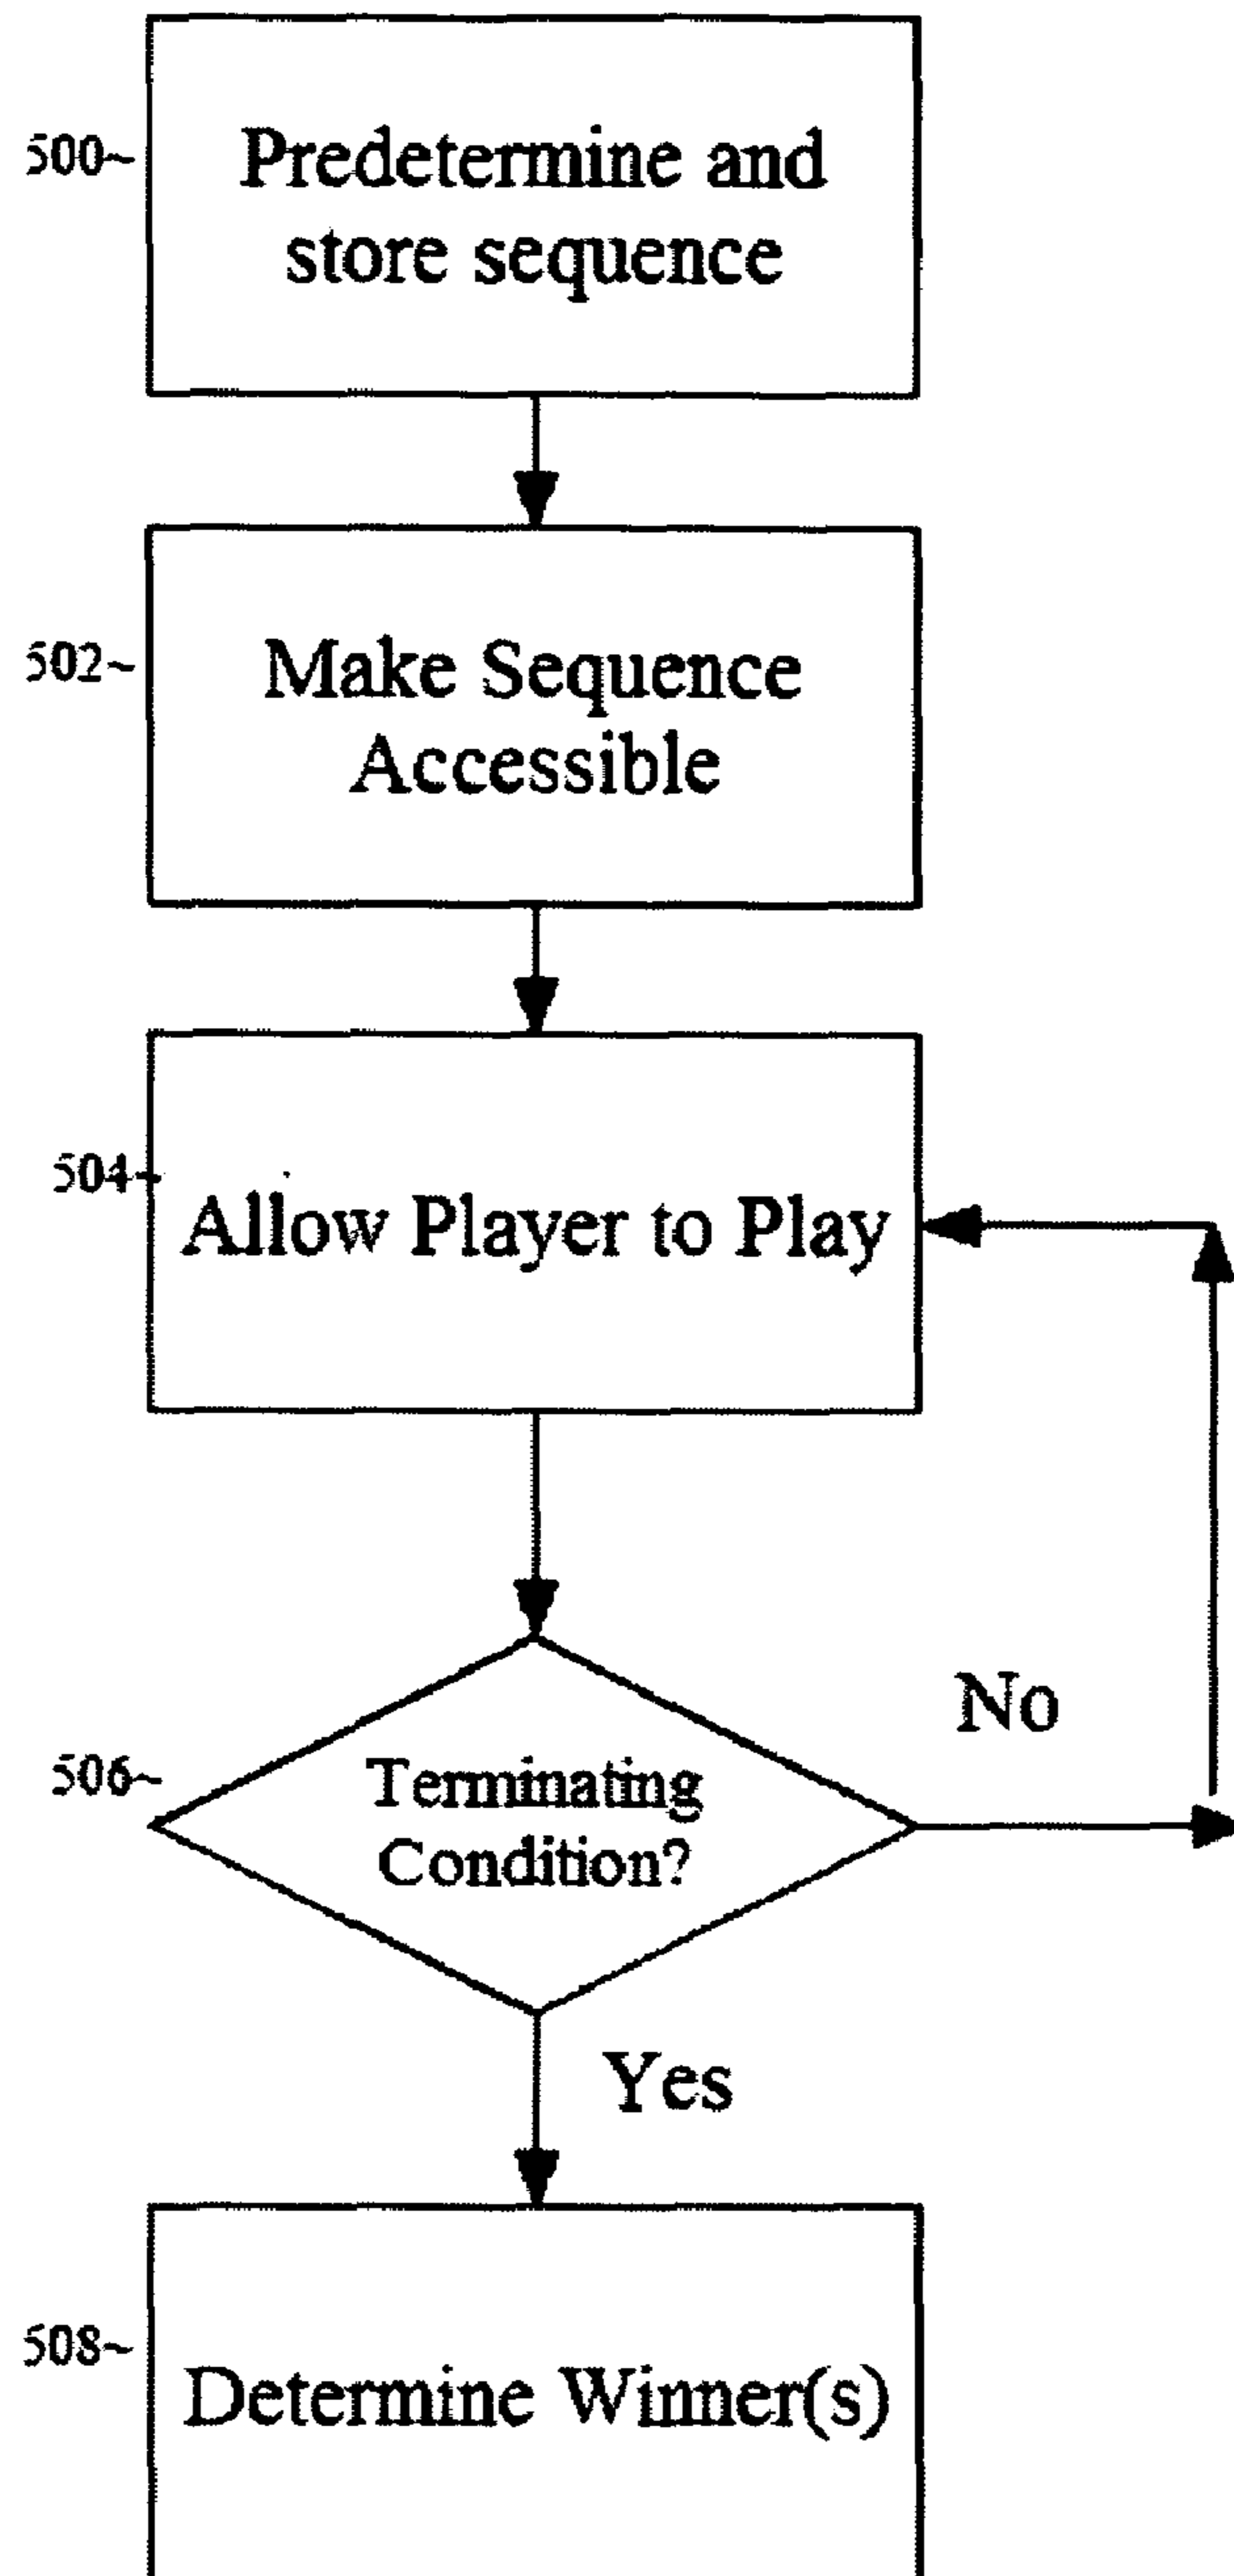 500~
Predetermine and
store sequence
502~
Make Sequence
Accessible
504~
Allow Player to Play
No
506~
Terminating
Condition?
Yes
508~
Determine Winner(s)